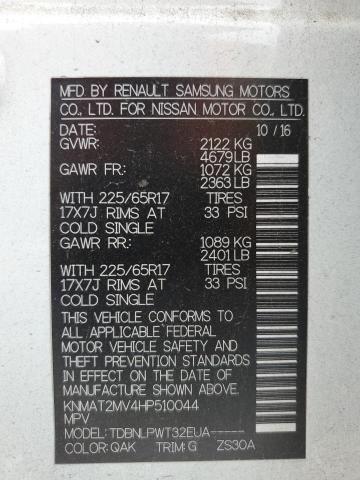 MFD BY RENAULT SAMSUNG MOTORS
CO., LTD. FOR NISSAN MOTOR CO., LTD.
DATE: 10 / 16
GVWR: 2122 KG
4679 LB
GAWR FR: 1072 KG
2363 LB
WITH 225/65R17 TIRES
17X7J RIMS AT 33 PSI
COLD SINGLE
GAWR RR: 1089 KG
2401 LB
WITH 225/65R17 TIRES
17X7J RIMS AT 33 PSI
COLD SINGLE
THIS VEHICLE CONFORMS TO
ALL APPLICABLE FEDERAL
MOTOR VEHICLE SAFETY AND
THEFT PREVENTION STANDARDS
IN EFFECT ON THE DATE OF
MANUFACTURE SHOWN ABOVE.
KNMAT2MV4HP510044
MPV
MODEL: TDBNLPWT32EUA-----
COLOR: QAK TRIM: G ZS30A